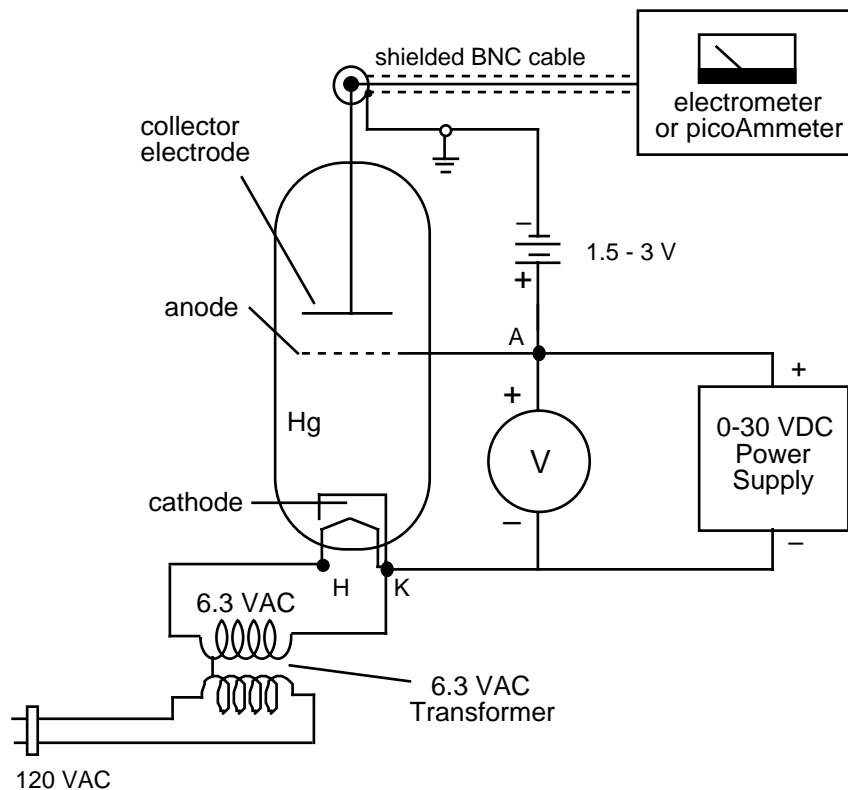 shielded BNC cable
electrometer
or picoAmmeter
collector
electrode
–
1.5 - 3 V
+
anode
A
+
+
Hg
V
0-30 VDC
Power
Supply
cathode
–
–
H
K
6.3 VAC
6.3 VAC
Transformer
120 VAC